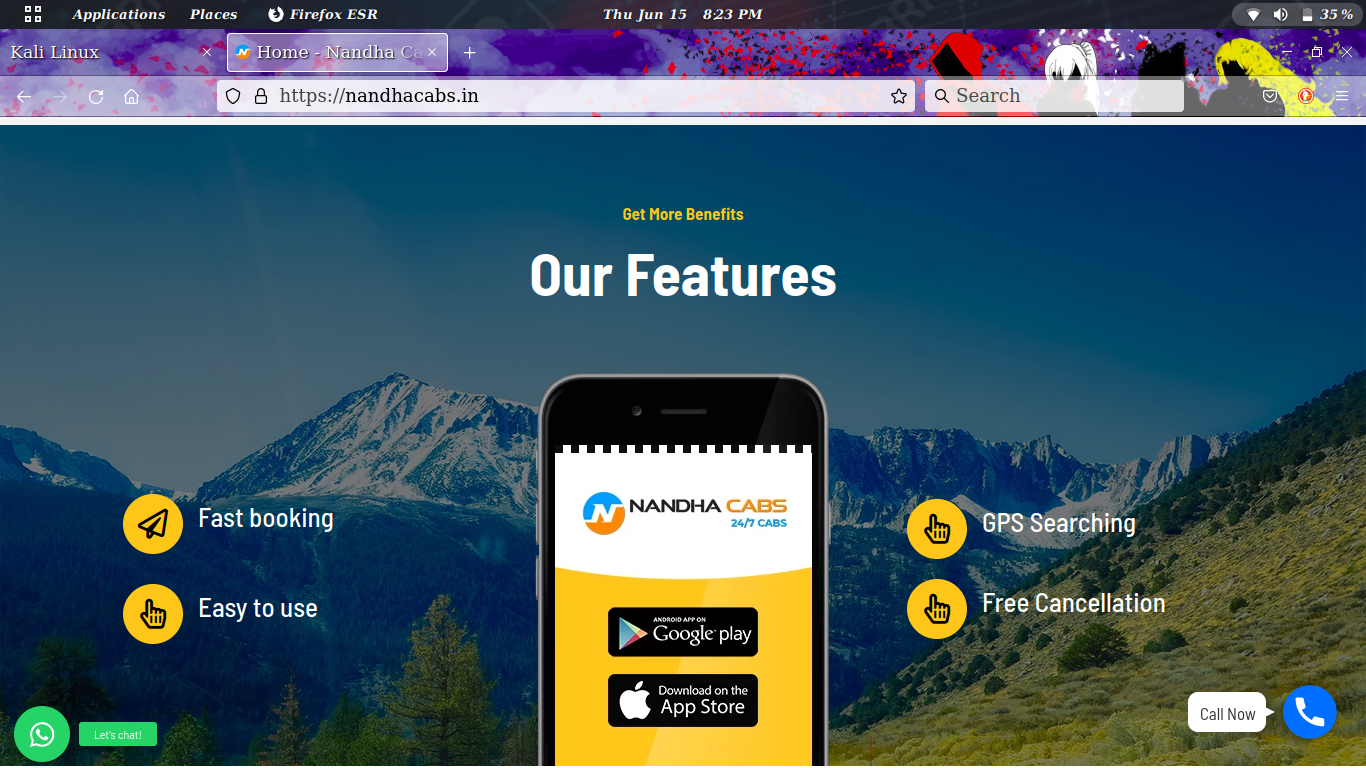 Applications Places Firefox ESR Thu Jun 15 8:23 PM 35 %
Kali Linux Home - Nandha Ca
https://nandhacabs.in Search
Get More Benefits
Our Features
NANDHA CABS
24/7 CABS
Fast booking
GPS Searching
Easy to use
Free Cancellation
ANDROID APP ON
Google play
Download on the
App Store
Call Now
Let's chat!